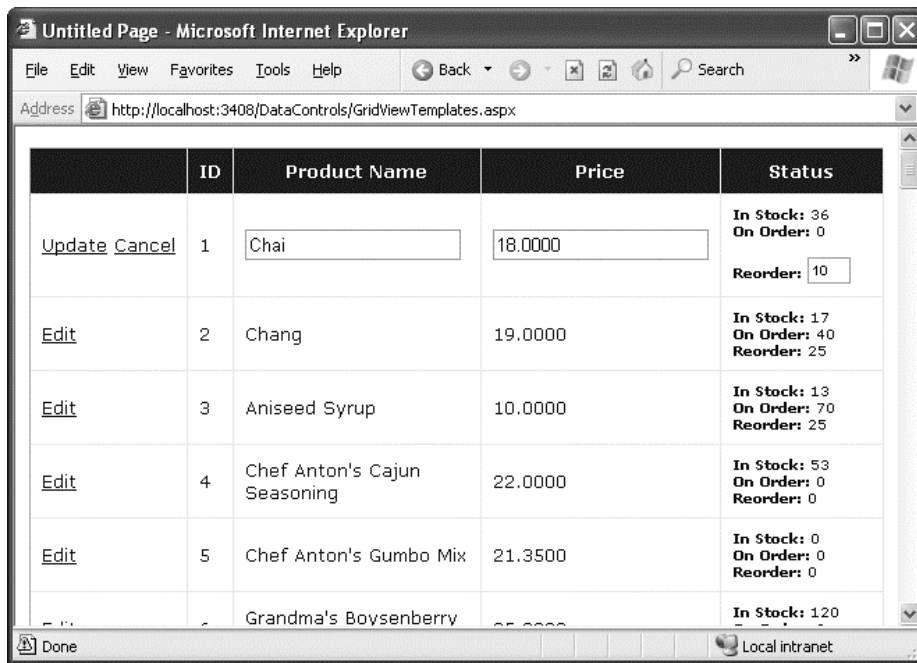 Untitled Page - Microsoft Internet Explorer
File Edit View Favorites Tools Help Back Search »
Address http://localhost:3408/DataControls/GridViewTemplates.aspx
ID Product Name Price Status
Update Cancel 1 Chai 18.0000
In Stock: 36
On Order: 0
Reorder: 10
Edit 2 Chang 19.0000
In Stock: 17
On Order: 40
Reorder: 25
Edit 3 Aniseed Syrup 10.0000
In Stock: 13
On Order: 70
Reorder: 25
Edit 4 Chef Anton's Cajun
Seasoning 22.0000
In Stock: 53
On Order: 0
Reorder: 0
Edit 5 Chef Anton's Gumbo Mix 21.3500
In Stock: 0
On Order: 0
Reorder: 0
Grandma's Boysenberry
In Stock: 120
Done Local intranet